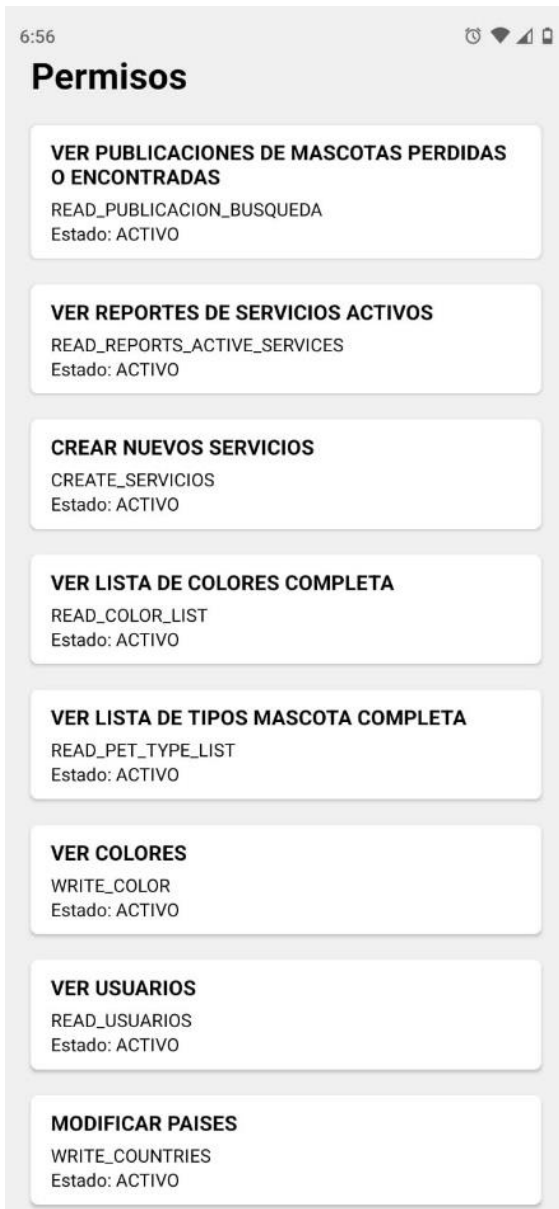 6:56
Permisos
VER PUBLICACIONES DE MASCOTAS PERDIDAS
O ENCONTRADAS
READ_PUBLICACION_BUSQUEDA
Estado: ACTIVO
VER REPORTES DE SERVICIOS ACTIVOS
READ_REPORTS_ACTIVE_SERVICES
Estado: ACTIVO
CREAR NUEVOS SERVICIOS
CREATE_SERVICIOS
Estado: ACTIVO
VER LISTA DE COLORES COMPLETA
READ_COLOR_LIST
Estado: ACTIVO
VER LISTA DE TIPOS MASCOTA COMPLETA
READ_PET_TYPE_LIST
Estado: ACTIVO
VER COLORES
WRITE_COLOR
Estado: ACTIVO
VER USUARIOS
READ_USUARIOS
Estado: ACTIVO
MODIFICAR PAISES
WRITE_COUNTRIES
Estado: ACTIVO